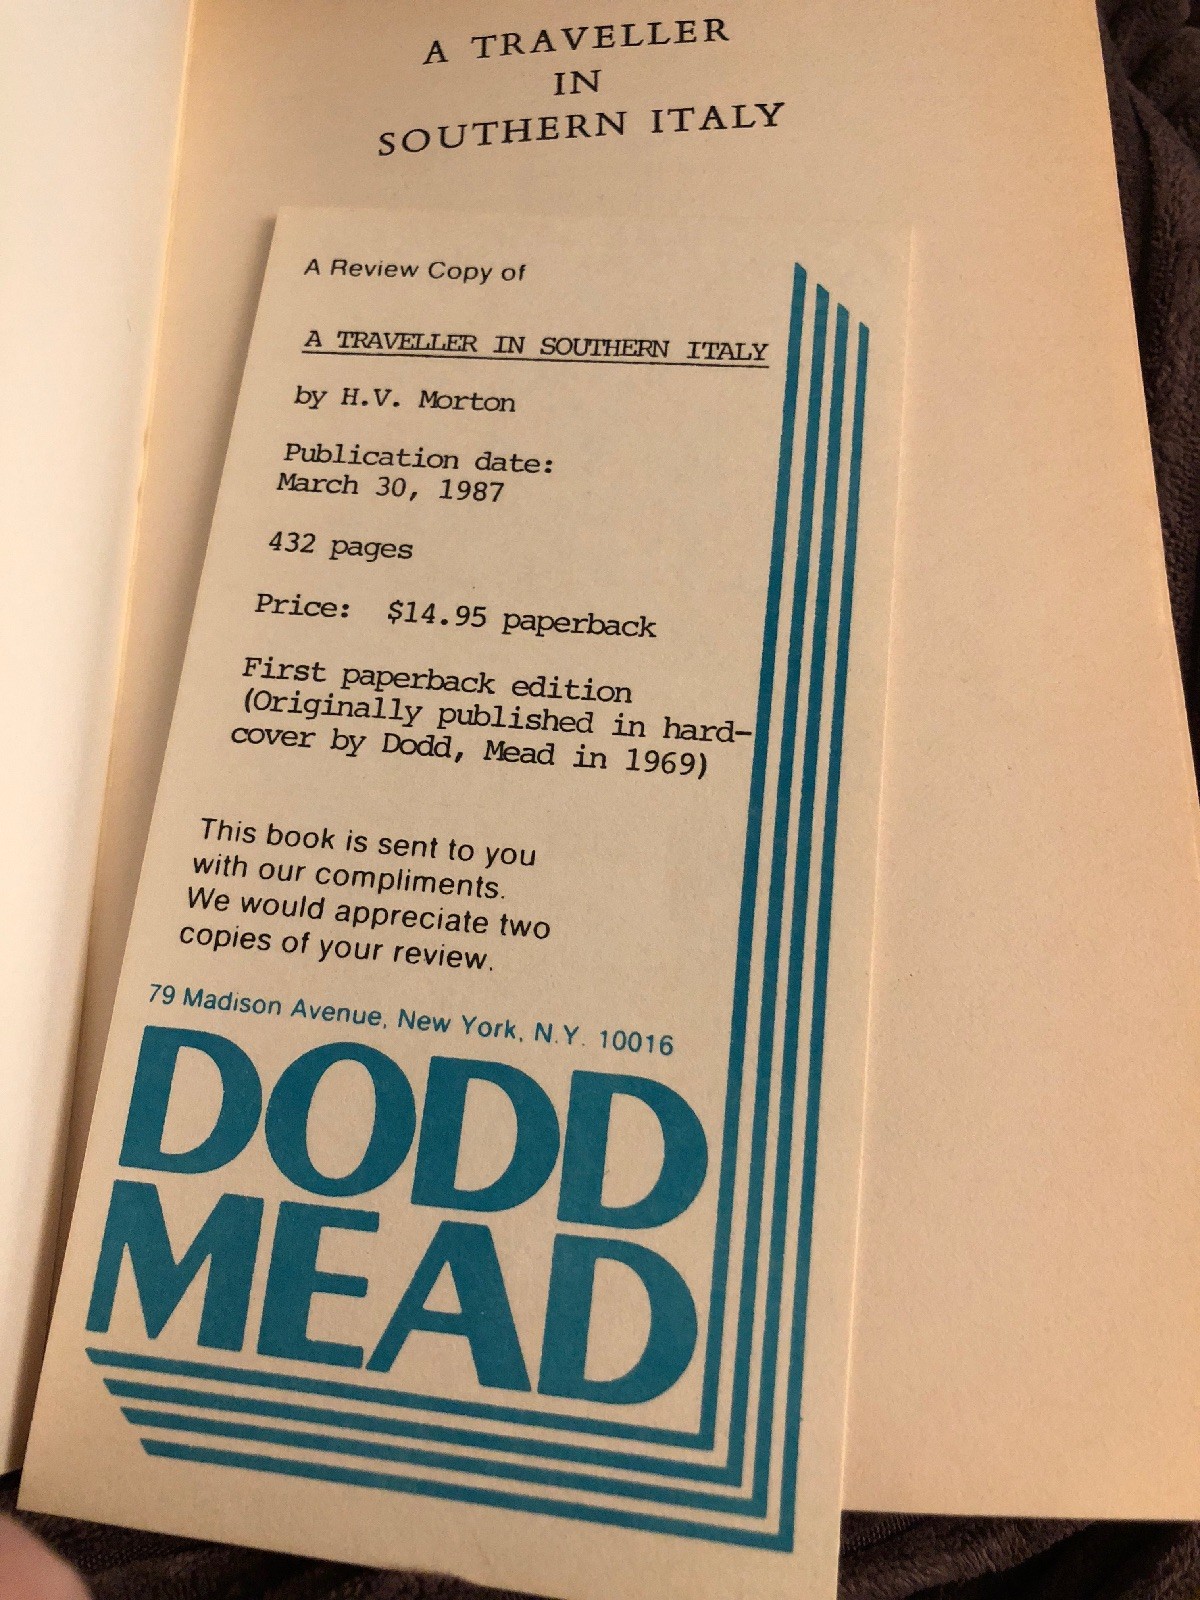 A TRAVELLER
IN
SOUTHERN ITALY
A Review Copy of
A TRAVELLER IN SOUTHERN ITALY
by H.V. Morton
Publication date:
March 30, 1987
432 pages
Price: $14.95 paperback
First paperback edition
(Originally published in hard-
cover by Dodd, Mead in 1969)
This book is sent to you
with our compliments.
We would appreciate two
copies of your review.
79 Madison Avenue, New York, N.Y. 10016
DODD
MEAD